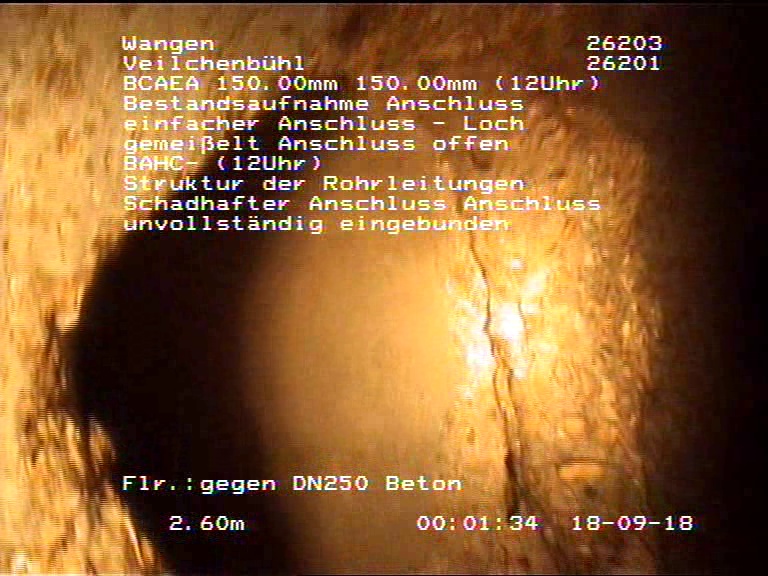 Wangen 26203
Veilchenbühl 26201
BCAEA 150.00mm 150.00mm (12Uhr)
Bestandsaufnahme Anschluss
einfacher Anschluss - Loch
gemeißelt Anschluss offen
BAHC- (12Uhr)
Struktur der Rohrleitungen
Schadhafter Anschluss Anschluss
unvollständig eingebunden
Flr.:gegen DN250 Beton
2.60m 00:01:34 18-09-18